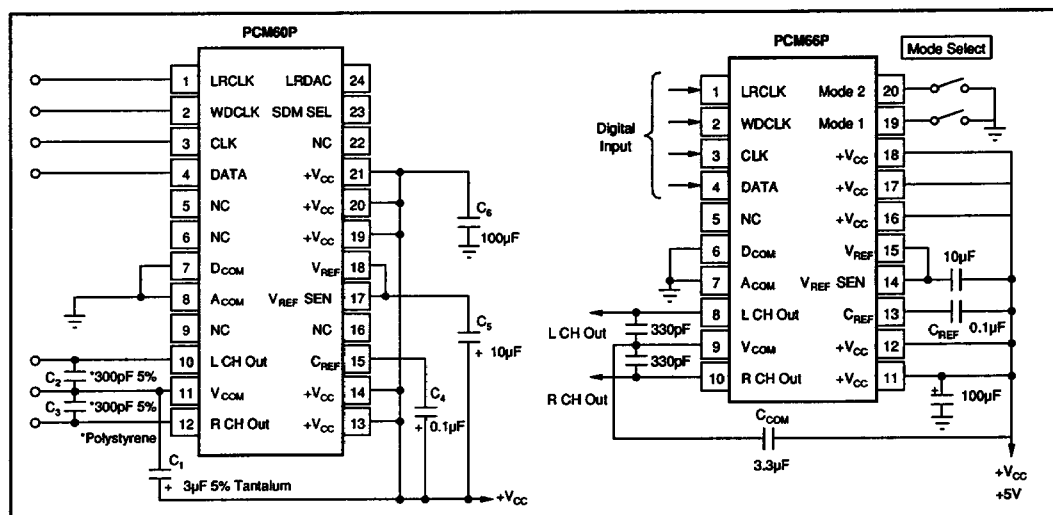 PCM60P
1 LRCLK LRDAC 24
2 WDCLK SDM SEL 23
3 CLK NC 22
4 DATA +VCC 21
5 NC +VCC 20
6 NC +VCC 19
7 DCOM VREF 18
8 ACOM VREF SEN 17
9 NC NC 16
10 L CH Out CREF 15
11 VCOM +VCC 14
12 R CH Out +VCC 13
C6
100µF
C5
+ 10µF
C4
+ 0.1µF
C2 *300pF 5%
C3 *300pF 5%
*Polystyrene
C1
+ 3µF 5% Tantalum
+VCC
PCM66P
Mode Select
Digital
Input
1 LRCLK Mode 2 20
2 WDCLK Mode 1 19
3 CLK +VCC 18
4 DATA +VCC 17
5 NC +VCC 16
6 DCOM VREF 15
7 ACOM VREF SEN 14
8 L CH Out CREF 13
9 VCOM +VCC 12
10 R CH Out +VCC 11
10µF
CREF 0.1µF
+
100µF
L CH Out
330pF
330pF
R CH Out
CCOM
3.3µF
+VCC
+5V